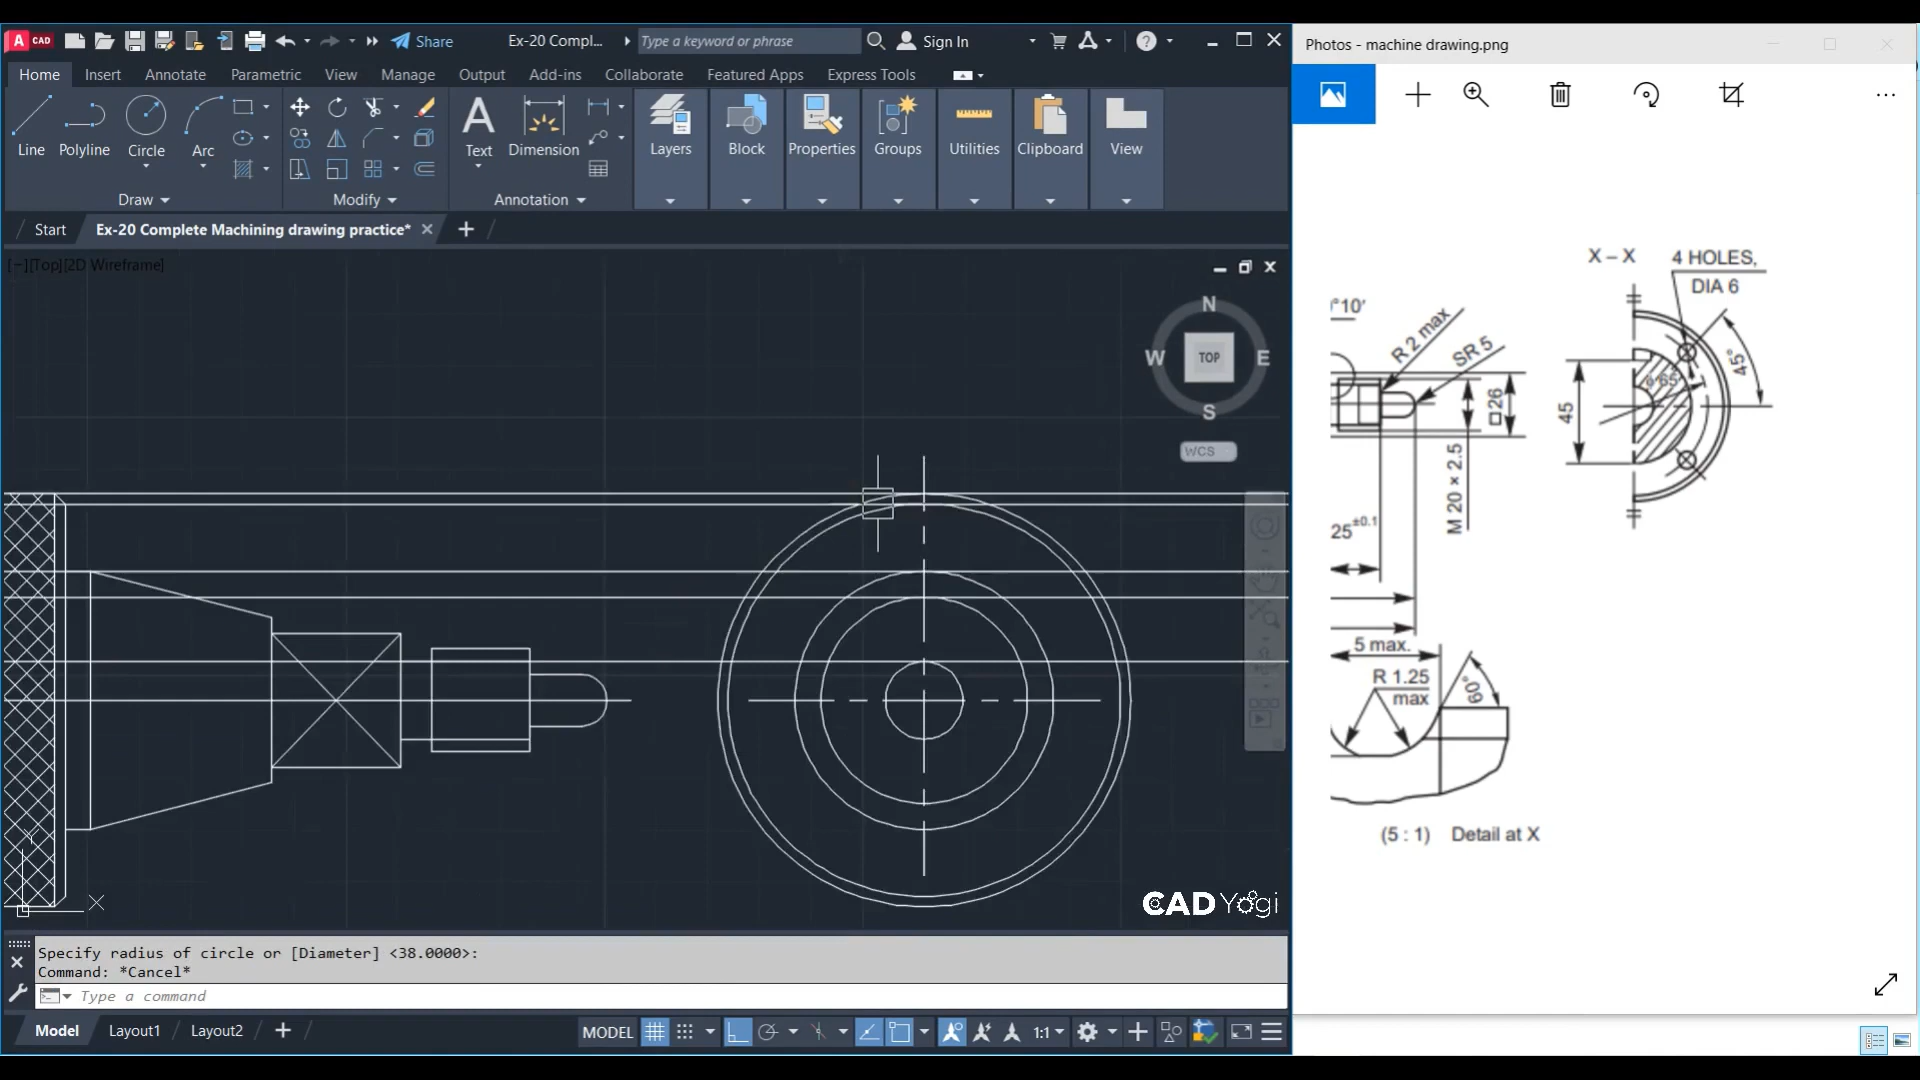 A CAD
Share
Ex-20 Compl...
Type a keyword or phrase
Sign In
Home
Insert
Annotate
Parametric
View
Manage
Output
Add-ins
Collaborate
Featured Apps
Express Tools
Line
Polyline
Circle
Arc
Text
Dimension
Layers
Block
Properties
Groups
Utilities
Clipboard
View
Draw
Modify
Annotation
Start
Ex-20 Complete Machining drawing practice*
[−][Top][2D Wireframe]
N
W
TOP
E
S
WCS
Y
X
CAD Yogi
Specify radius of circle or [Diameter] <38.0000>:
Command: *Cancel*
Type a command
Model
Layout1
Layout2
MODEL
1:1
Photos - machine drawing.png
X – X
4 HOLES,
DIA 6
°10'
R 2 max
SR 5
45°
65
45
□26
M 20 × 2.5
25±0.1
5 max.
R 1.25
max
60°
(5 : 1) Detail at X